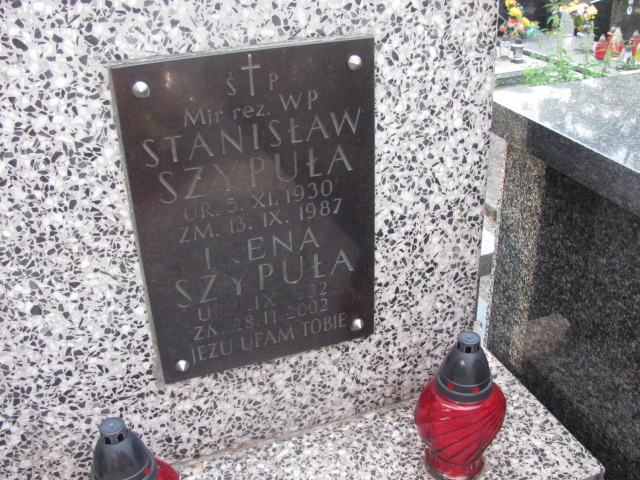 Ś P
Mjr rez. WP
STANISŁAW
SZYPUŁA
UR. 5. XI. 1930
ZM. 13. IX. 1987
IRENA
SZYPUŁA
IX
28.11.2002
JEZU UFAM TOBIE